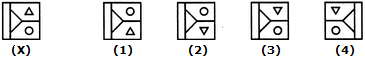 (X) (1) (2) (3) (4)